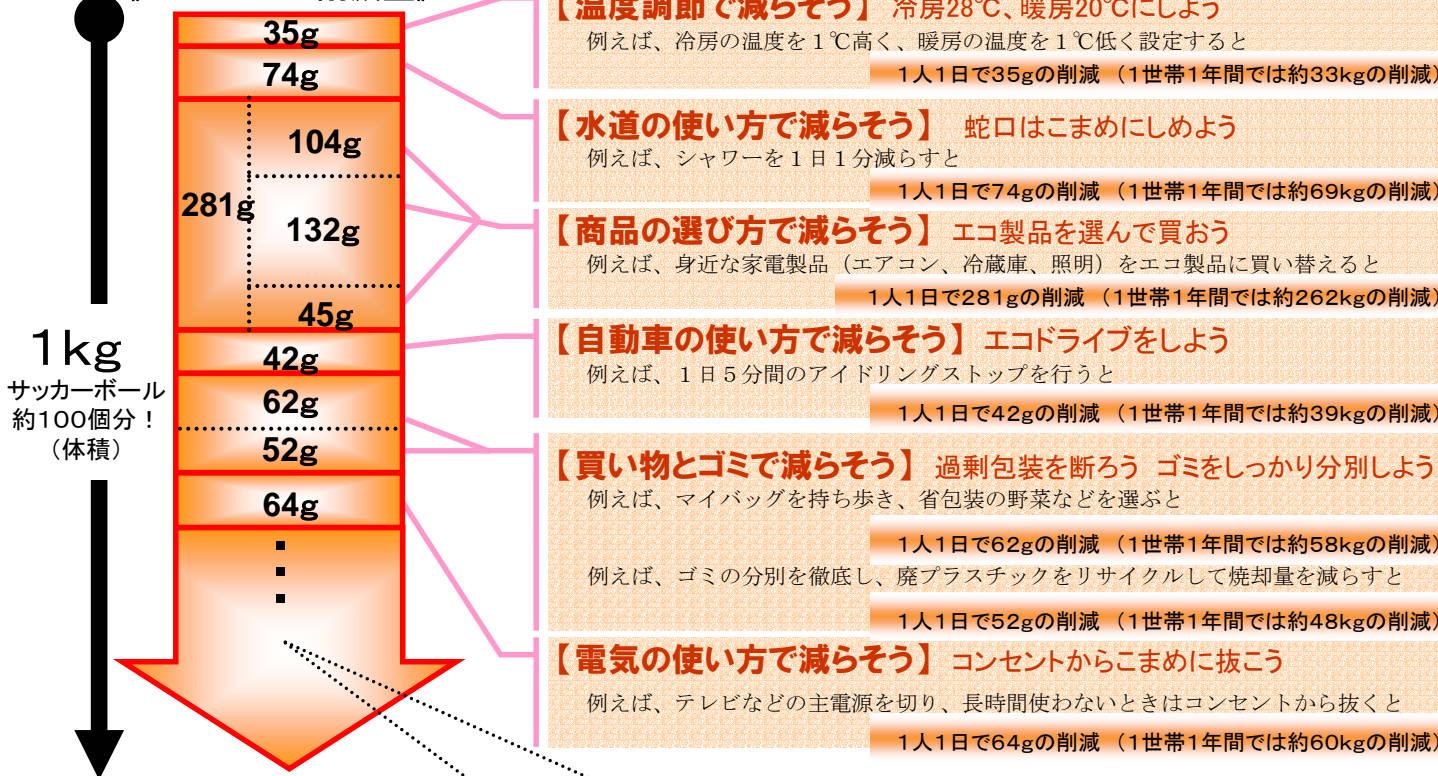 35g
74g
281g
104g
132g
45g
42g
62g
52g
64g
1kg
サッカーボール
約100個分！
（体積）
【温度調節で減らそう】 冷房28℃、暖房20℃にしよう
例えば、冷房の温度を１℃高く、暖房の温度を１℃低く設定すると
1人1日で35gの削減 （1世帯1年間では約33kgの削減）
【水道の使い方で減らそう】 蛇口はこまめにしめよう
例えば、シャワーを１日１分減らすと
1人1日で74gの削減 （1世帯1年間では約69kgの削減）
【商品の選び方で減らそう】 エコ製品を選んで買おう
例えば、身近な家電製品（エアコン、冷蔵庫、照明）をエコ製品に買い替えると
1人1日で281gの削減 （1世帯1年間では約262kgの削減）
【自動車の使い方で減らそう】 エコドライブをしよう
例えば、１日５分間のアイドリングストップを行うと
1人1日で42gの削減 （1世帯1年間では約39kgの削減）
【買い物とゴミで減らそう】 過剰包装を断ろう ゴミをしっかり分別しよう
例えば、マイバッグを持ち歩き、省包装の野菜などを選ぶと
1人1日で62gの削減 （1世帯1年間では約58kgの削減）
例えば、ゴミの分別を徹底し、廃プラスチックをリサイクルして焼却量を減らすと
1人1日で52gの削減 （1世帯1年間では約48kgの削減）
【電気の使い方で減らそう】 コンセントからこまめに抜こう
例えば、テレビなどの主電源を切り、長時間使わないときはコンセントから抜くと
1人1日で64gの削減 （1世帯1年間では約60kgの削減）